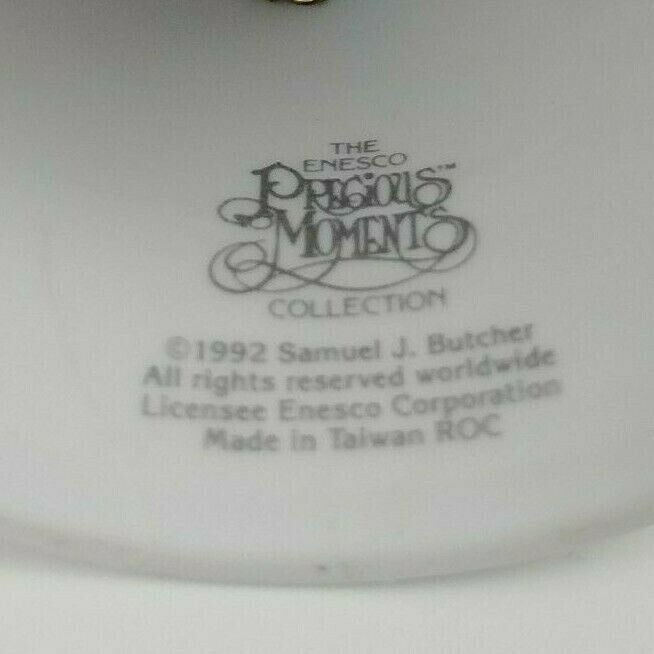 THE
ENESCO
PRECIOUS™
MOMENTS
COLLECTION
©1992 Samuel J. Butcher
All rights reserved worldwide
Licensee Enesco Corporation
Made in Taiwan ROC